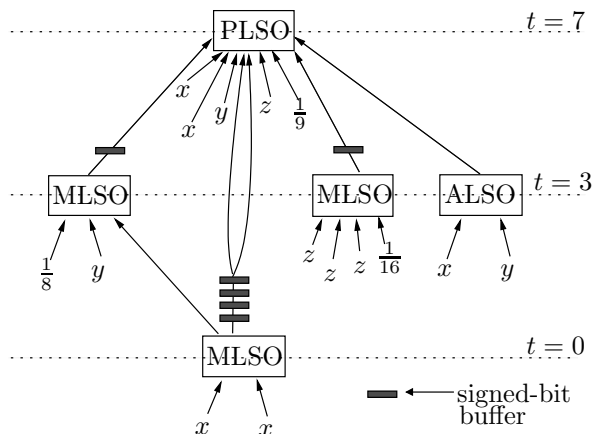 PLSO t = 7
x x y z 1/9
MLSO MLSO ALSO t = 3
1/8 y z z z 1/16 x y
MLSO t = 0
x x
signed-bit
buffer